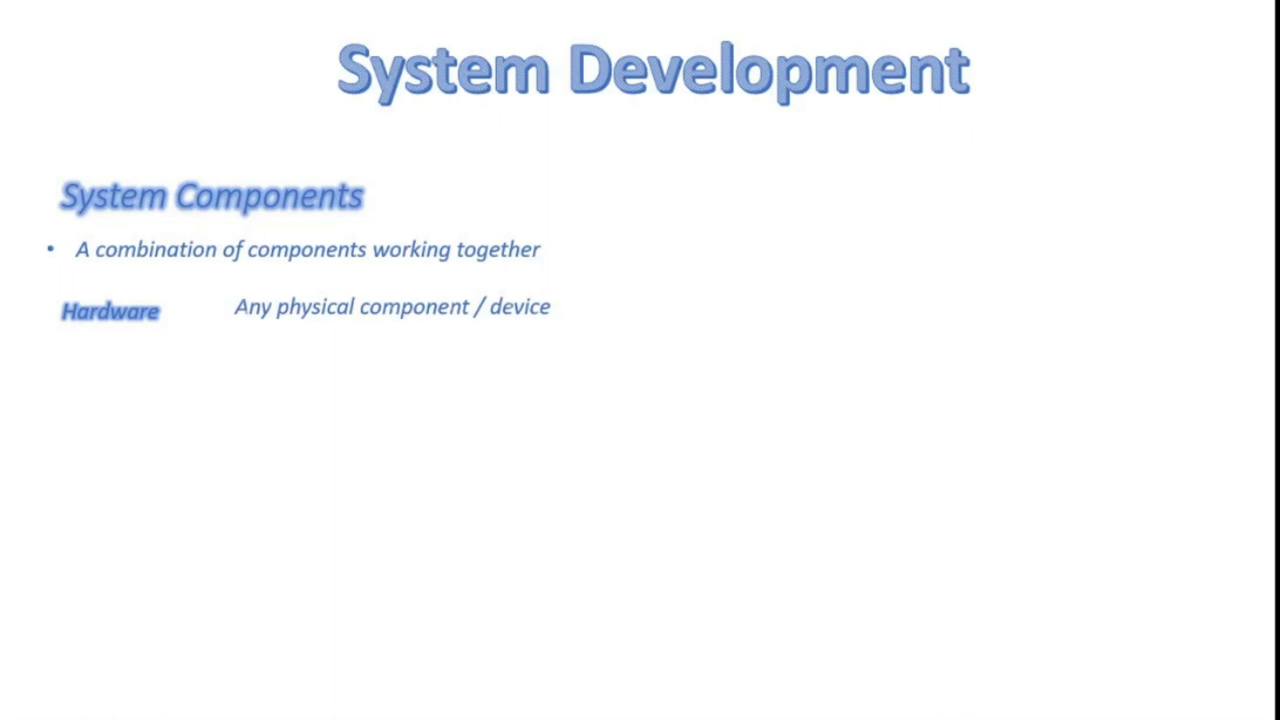 System Development
System Components
• A combination of components working together
Hardware Any physical component / device